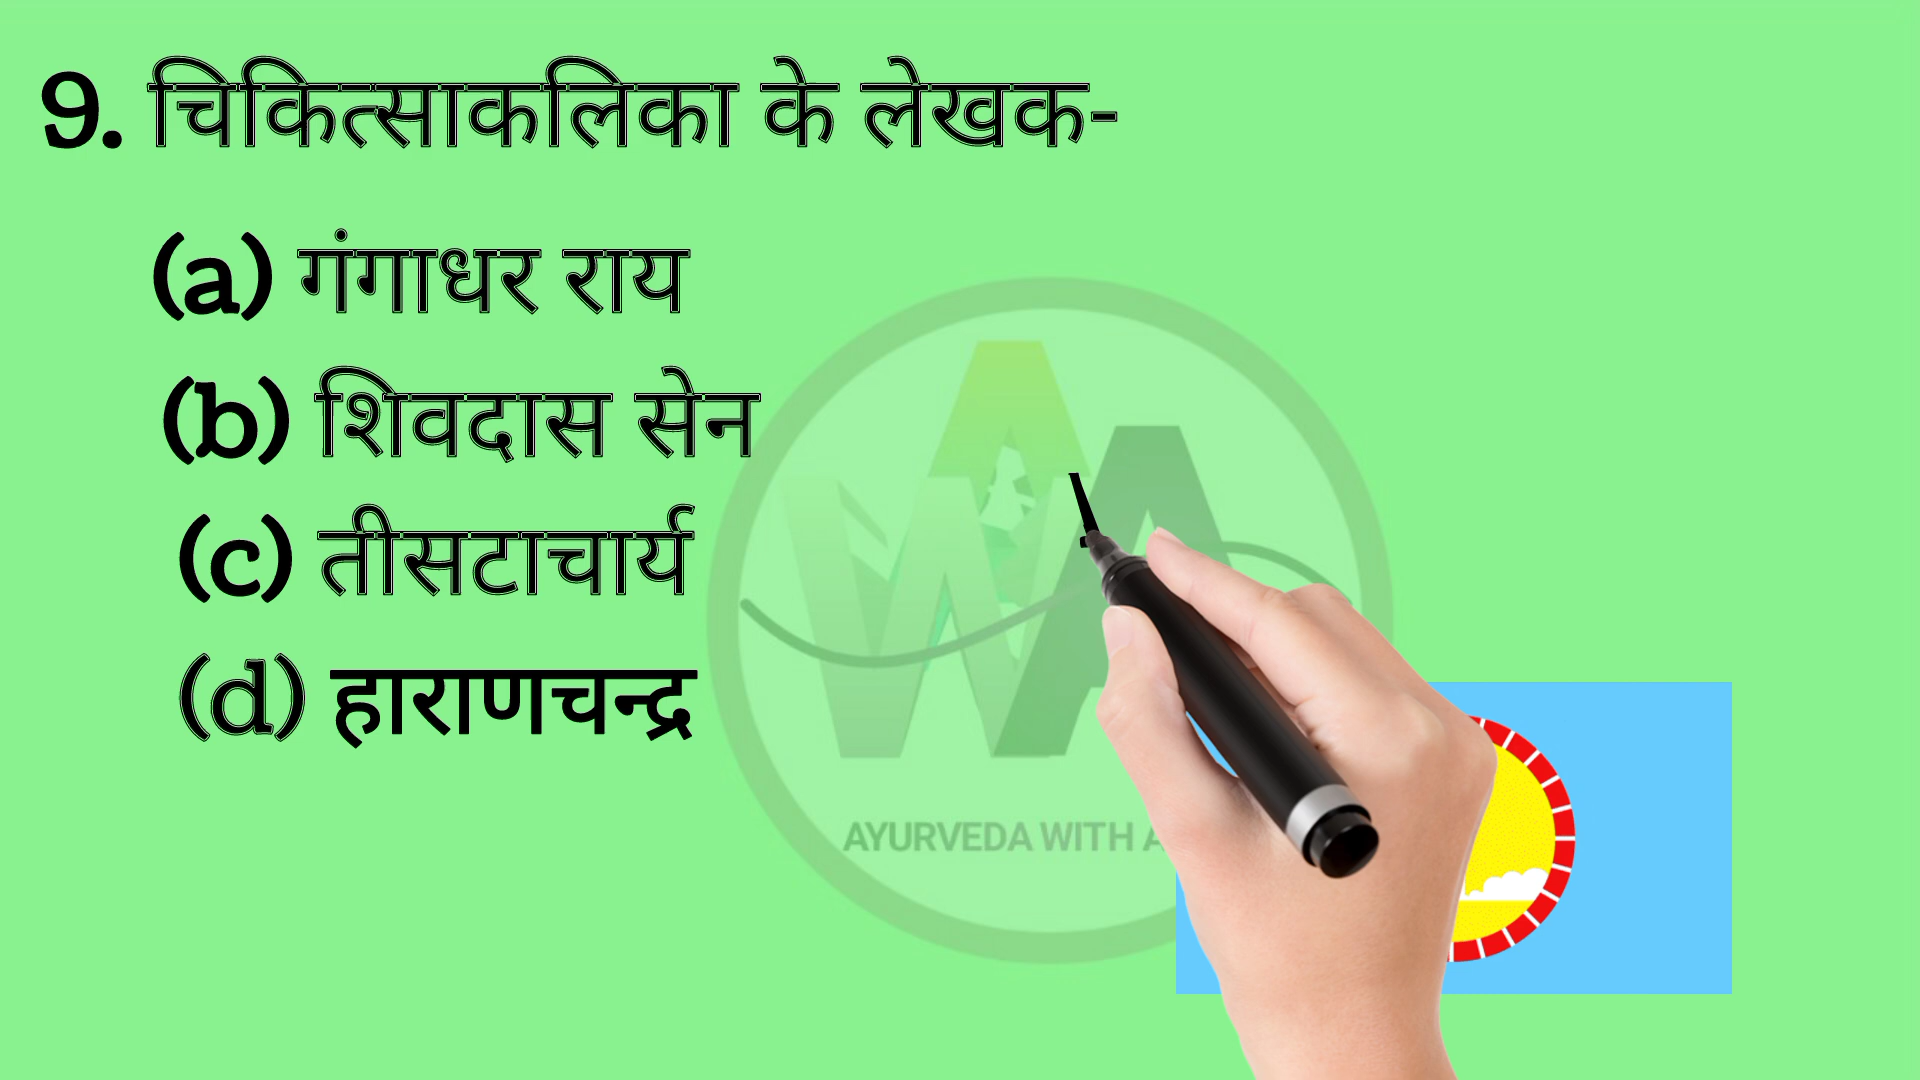 9. चिकित्साकलिका के लेखक-
(a) गंगाधर राय
(b) शिवदास सेन
(c) तीसटाचार्य
(d) हाराणचन्द्र
AYURVEDA WITH A